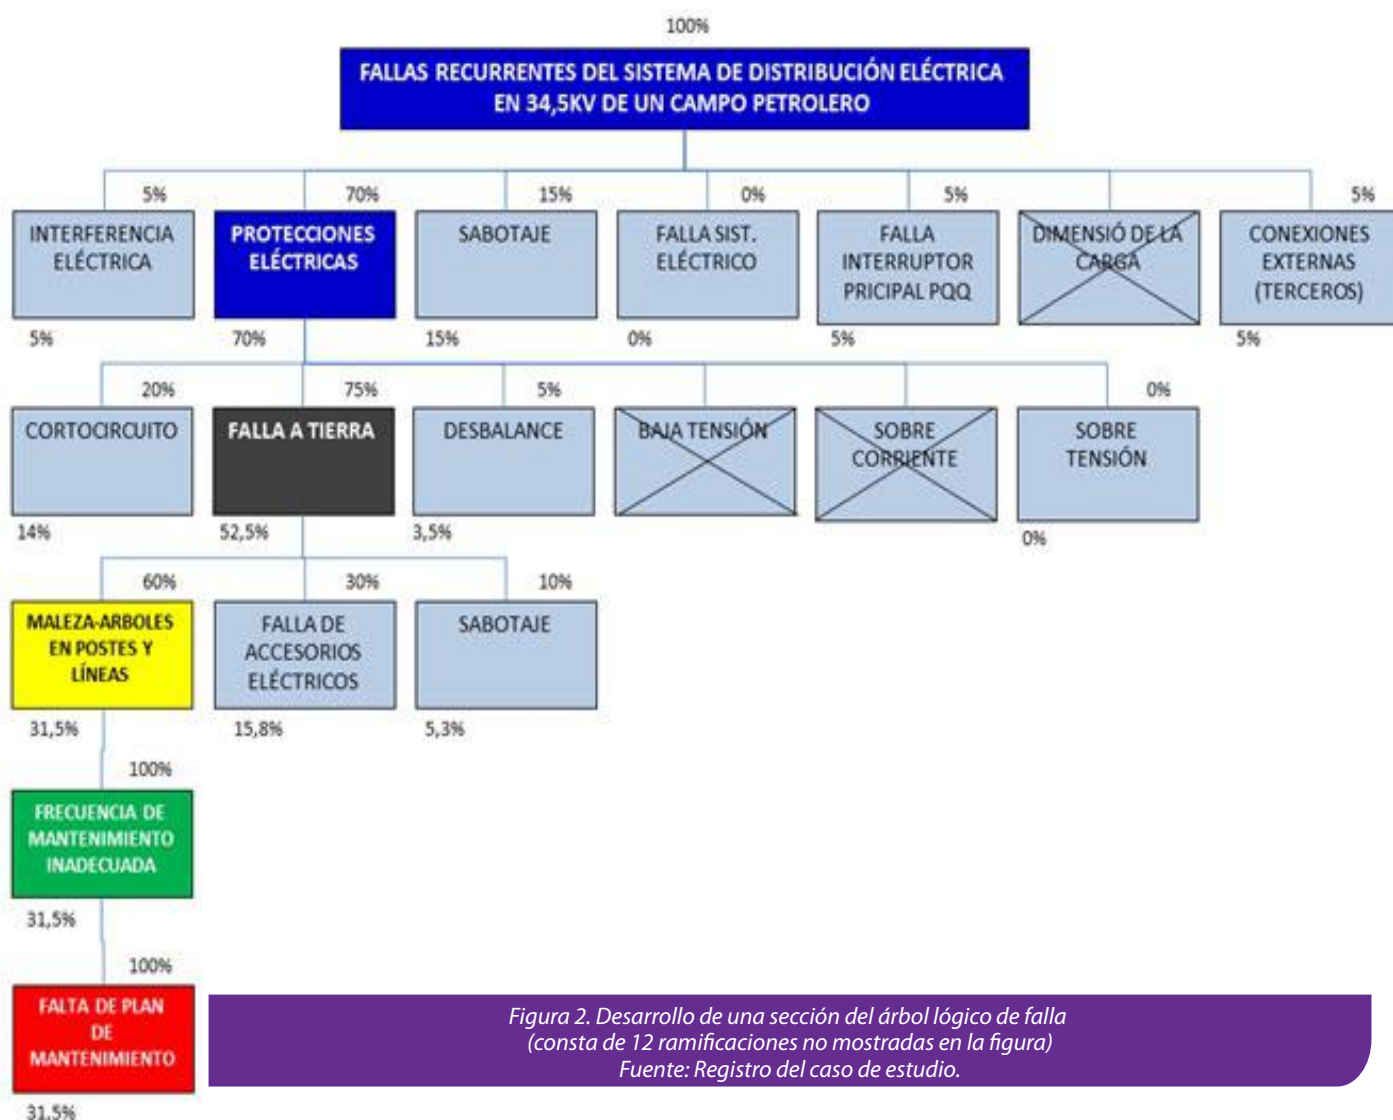 100%
FALLAS RECURRENTES DEL SISTEMA DE DISTRIBUCIÓN ELÉCTRICA
EN 34,5KV DE UN CAMPO PETROLERO
5%
INTERFERENCIA
ELÉCTRICA
5%
70%
PROTECCIONES
ELÉCTRICAS
70%
15%
SABOTAJE
15%
0%
FALLA SIST.
ELÉCTRICO
0%
5%
FALLA
INTERRUPTOR
PRICIPAL PQQ
5%
DIMENSIÓ DE LA
CARGA
5%
CONEXIONES
EXTERNAS
(TERCEROS)
5%
20%
CORTOCIRCUITO
14%
75%
FALLA A TIERRA
52,5%
5%
DESBALANCE
3,5%
BAJA TENSIÓN
SOBRE
CORRIENTE
0%
SOBRE
TENSIÓN
0%
60%
MALEZA-ARBOLES
EN POSTES Y
LÍNEAS
31,5%
30%
FALLA DE
ACCESORIOS
ELÉCTRICOS
15,8%
10%
SABOTAJE
5,3%
100%
FRECUENCIA DE
MANTENIMIENTO
INADECUADA
31,5%
100%
FALTA DE PLAN
DE
MANTENIMIENTO
31,5%
Figura 2. Desarrollo de una sección del árbol lógico de falla
(consta de 12 ramificaciones no mostradas en la figura)
Fuente: Registro del caso de estudio.